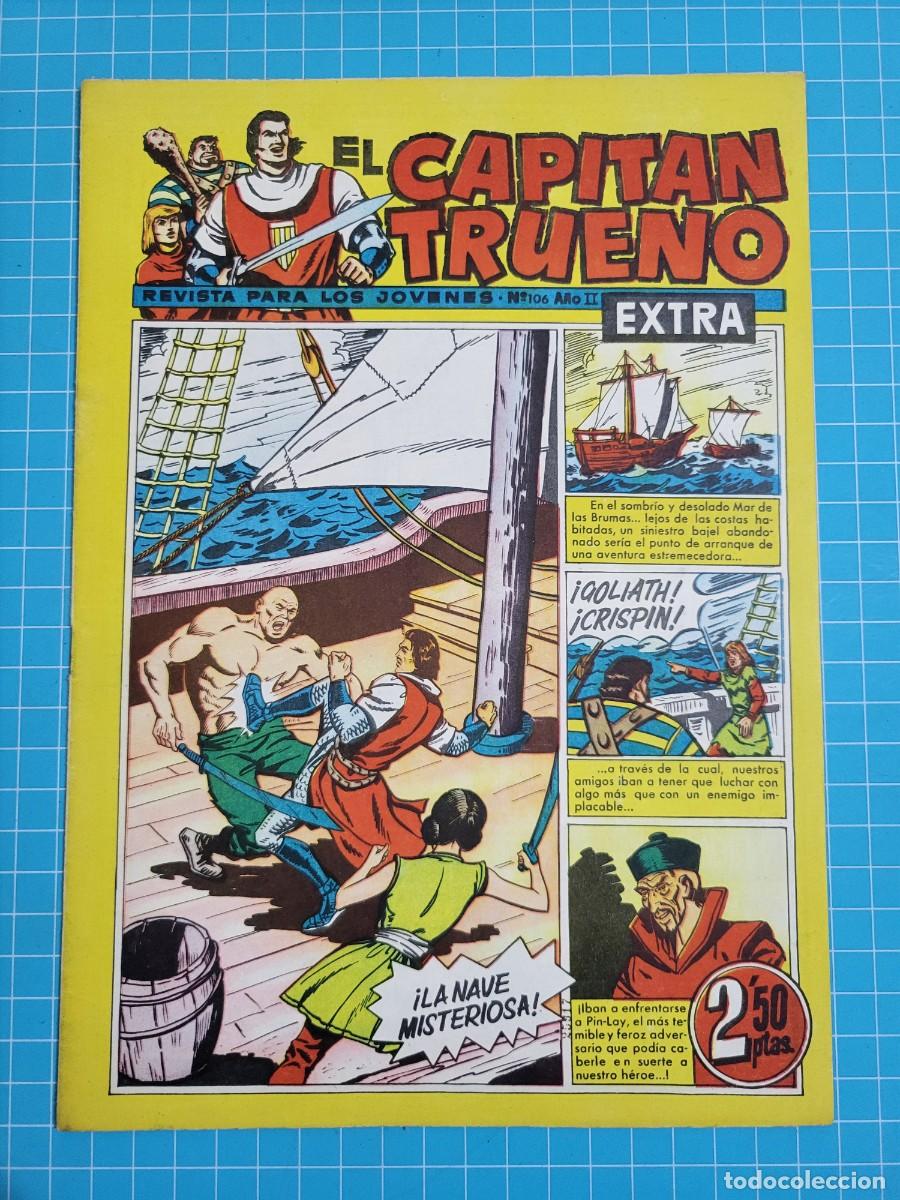 EL CAPITAN
TRUENO
REVISTA PARA LOS JOVENES · Nº 106 AÑO II
EXTRA
En el sombrío y desolado Mar de
las Brumas... lejos de las costas ha-
bitadas, un siniestro bajel abando-
nado sería el punto de arranque de
una aventura estremecedora...
¡GOLIATH!
¡CRISPIN!
...a través de la cual, nuestros
amigos iban a tener que luchar con
algo más que con un enemigo im-
placable...
¡LA NAVE
MISTERIOSA!
¡Iban a enfrentarse
a Pin-Lay, el más te-
mible y feroz adver-
sario que podía ca-
berle en suerte a
nuestro héroe...!
2'50
ptas.
todocoleccion